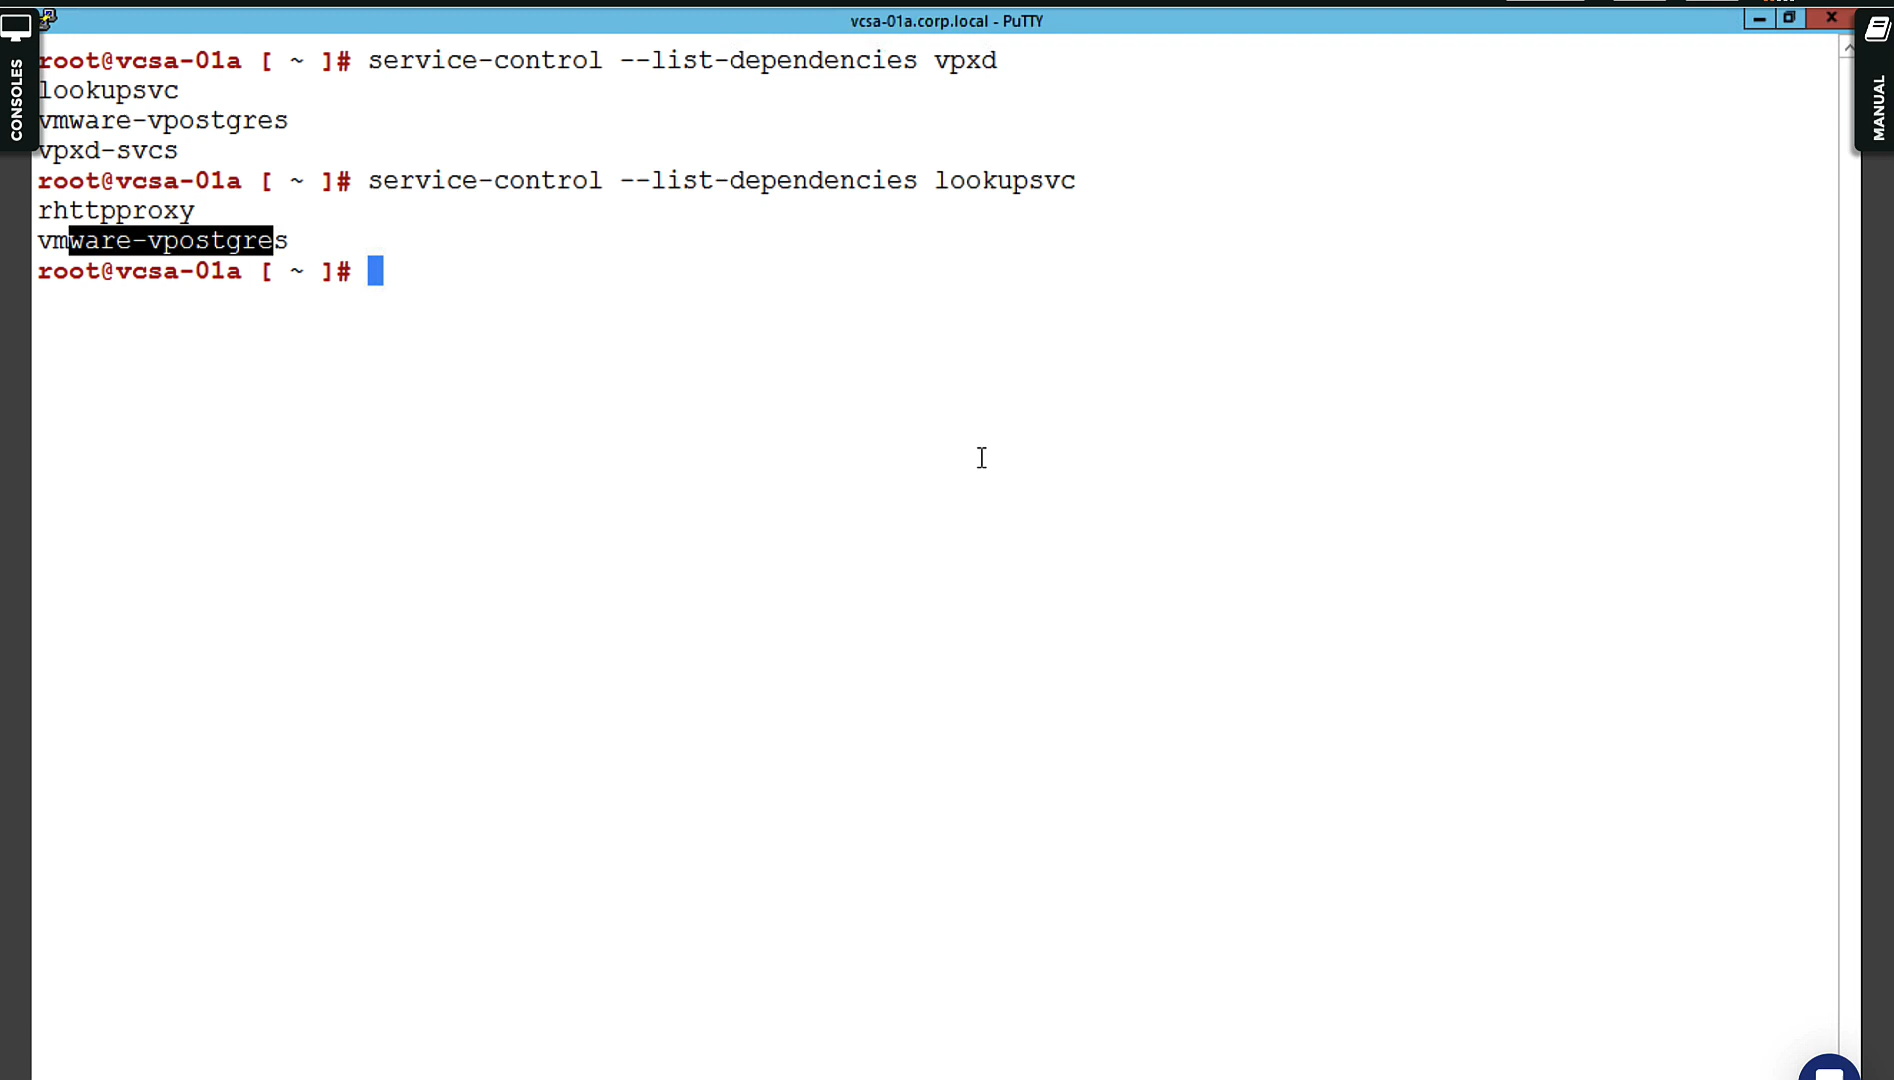 vcsa-01a.corp.local - PuTTY
CONSOLES
MANUAL
root@vcsa-01a [ ~ ]# service-control --list-dependencies vpxd
lookupsvc
vmware-vpostgres
vpxd-svcs
root@vcsa-01a [ ~ ]# service-control --list-dependencies lookupsvc
rhttpproxy
vmware-vpostgres
root@vcsa-01a [ ~ ]#